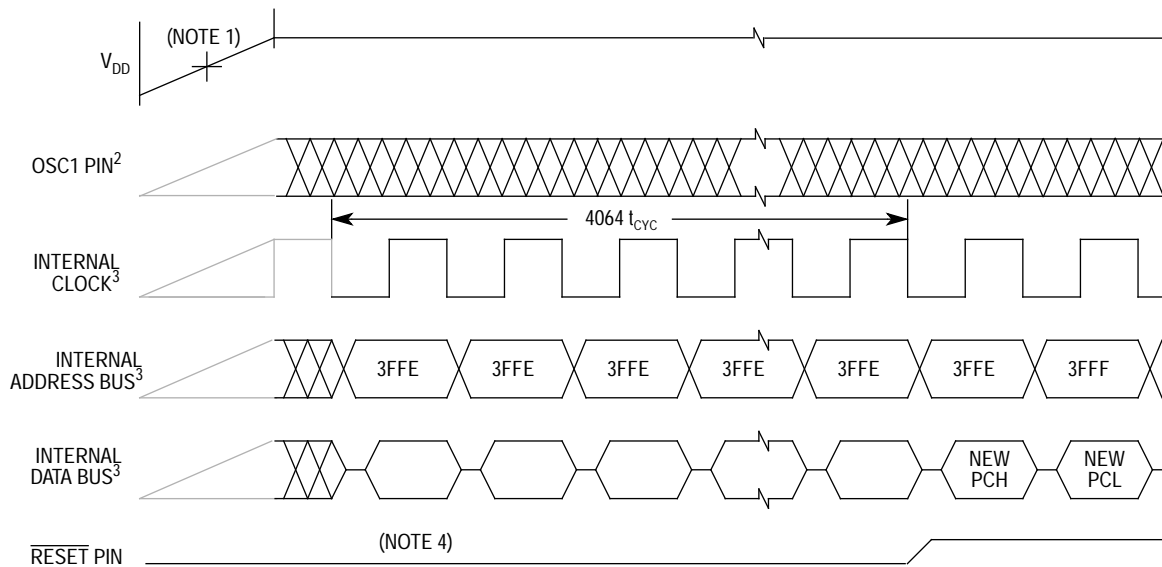 (NOTE 1)
V_DD
OSC1 PIN²
4064 t_CYC
INTERNAL
CLOCK³
INTERNAL
ADDRESS BUS³
3FFE 3FFE 3FFE 3FFE 3FFE 3FFE 3FFF
INTERNAL
DATA BUS³
NEW
PCH
NEW
PCL
RESET PIN
(NOTE 4)